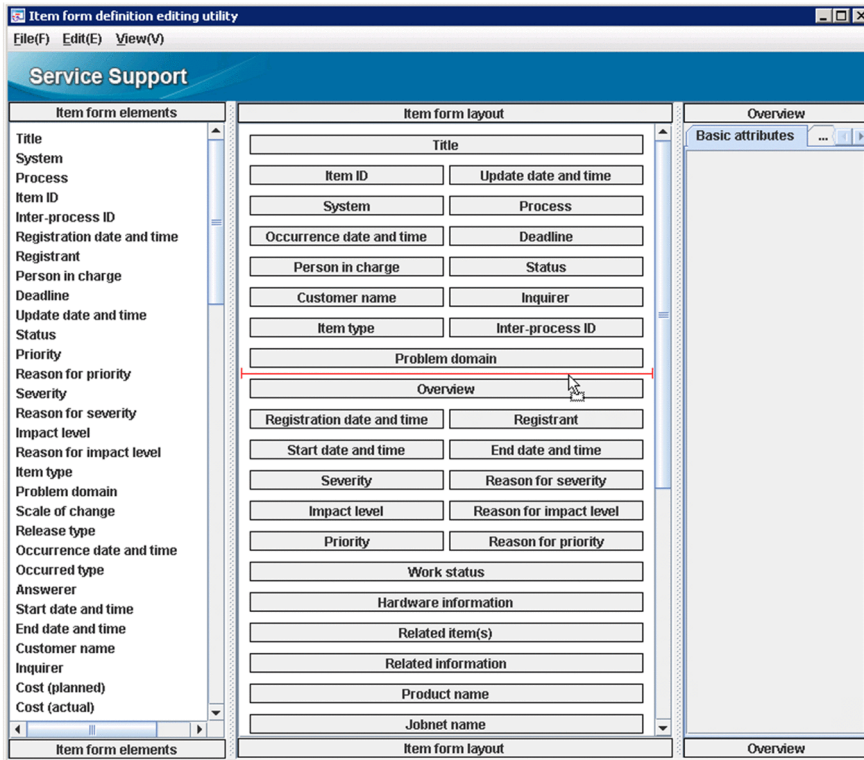 Item form definition editing utility
File(F) Edit(E) View(V)
Service Support
Item form elements
Title
System
Process
Item ID
Inter-process ID
Registration date and time
Registrant
Person in charge
Deadline
Update date and time
Status
Priority
Reason for priority
Severity
Reason for severity
Impact level
Reason for impact level
Item type
Problem domain
Scale of change
Release type
Occurrence date and time
Occurred type
Answerer
Start date and time
End date and time
Customer name
Inquirer
Cost (planned)
Cost (actual)
Item form elements
Item form layout
Title
Item ID Update date and time
System Process
Occurrence date and time Deadline
Person in charge Status
Customer name Inquirer
Item type Inter-process ID
Problem domain
Overview
Registration date and time Registrant
Start date and time End date and time
Severity Reason for severity
Impact level Reason for impact level
Priority Reason for priority
Work status
Hardware information
Related item(s)
Related information
Product name
Jobnet name
Item form layout
Overview
Basic attributes ...
Overview